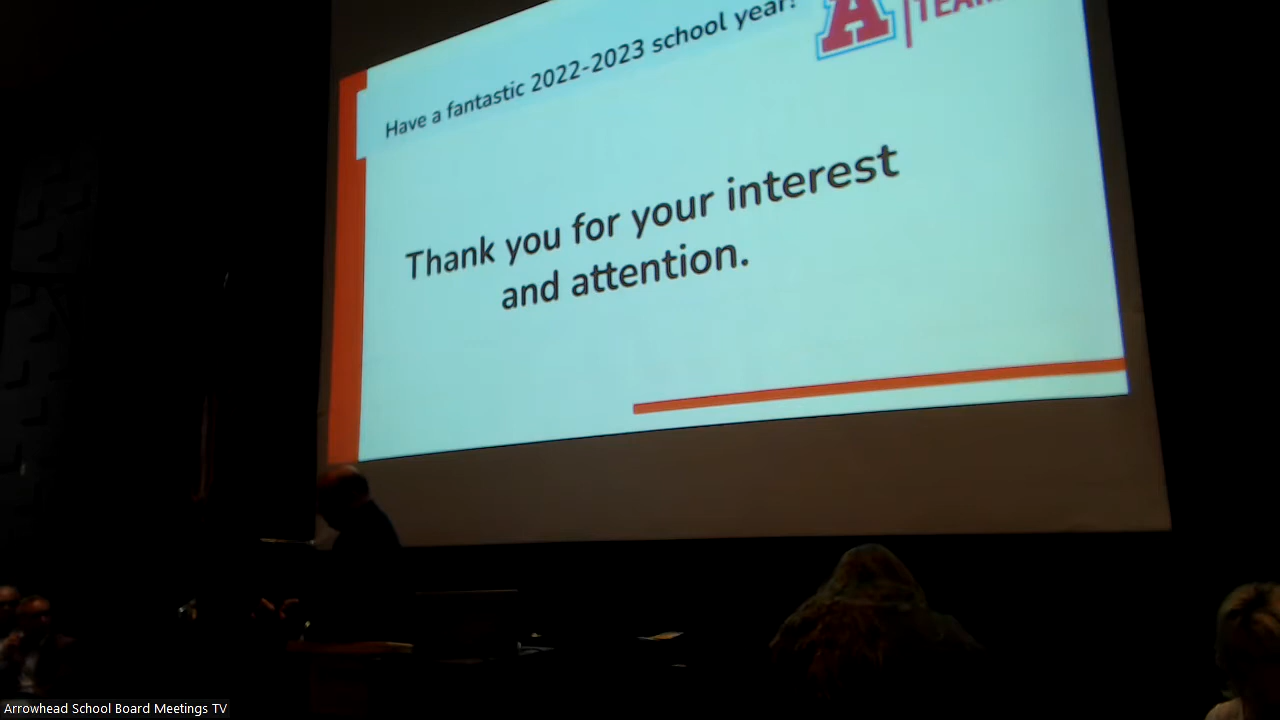 Have a fantastic 2022-2023 school year!
A
Thank you for your interest
and attention.
Arrowhead School Board Meetings TV